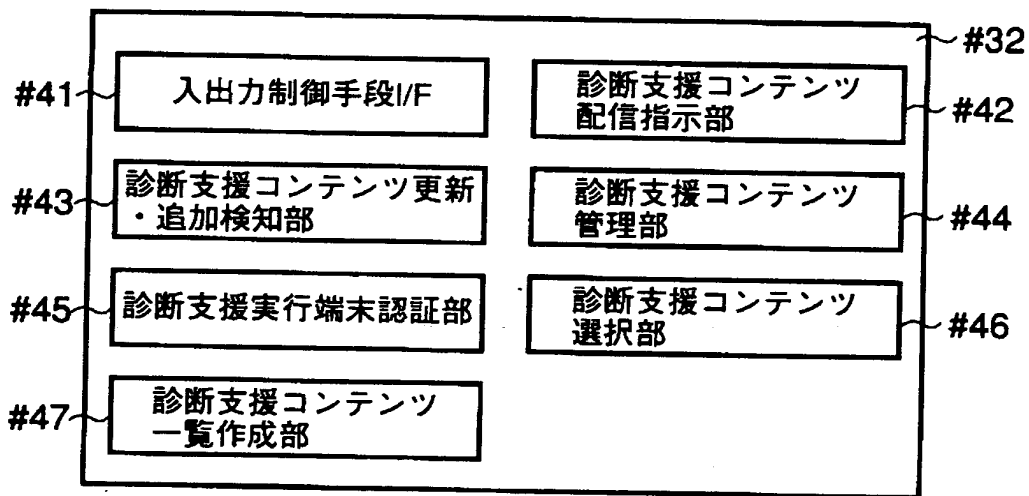 #32
#41
入出力制御手段I/F
診断支援コンテンツ
配信指示部
#42
#43
診断支援コンテンツ更新
・追加検知部
診断支援コンテンツ
管理部
#44
#45
診断支援実行端末認証部
診断支援コンテンツ
選択部
#46
#47
診断支援コンテンツ
一覧作成部